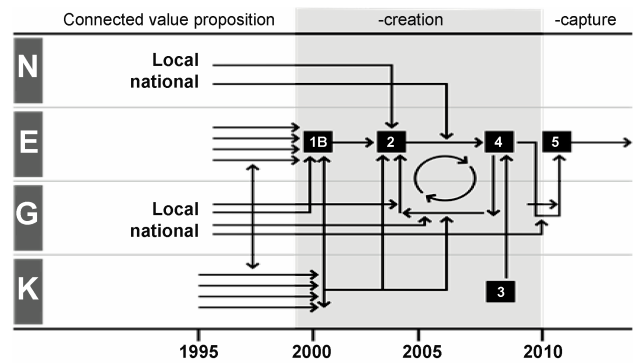 Connected value proposition -creation -capture
N
Local
national
E
1B 2 4 5
G
Local
national
K
3
1995 2000 2005 2010